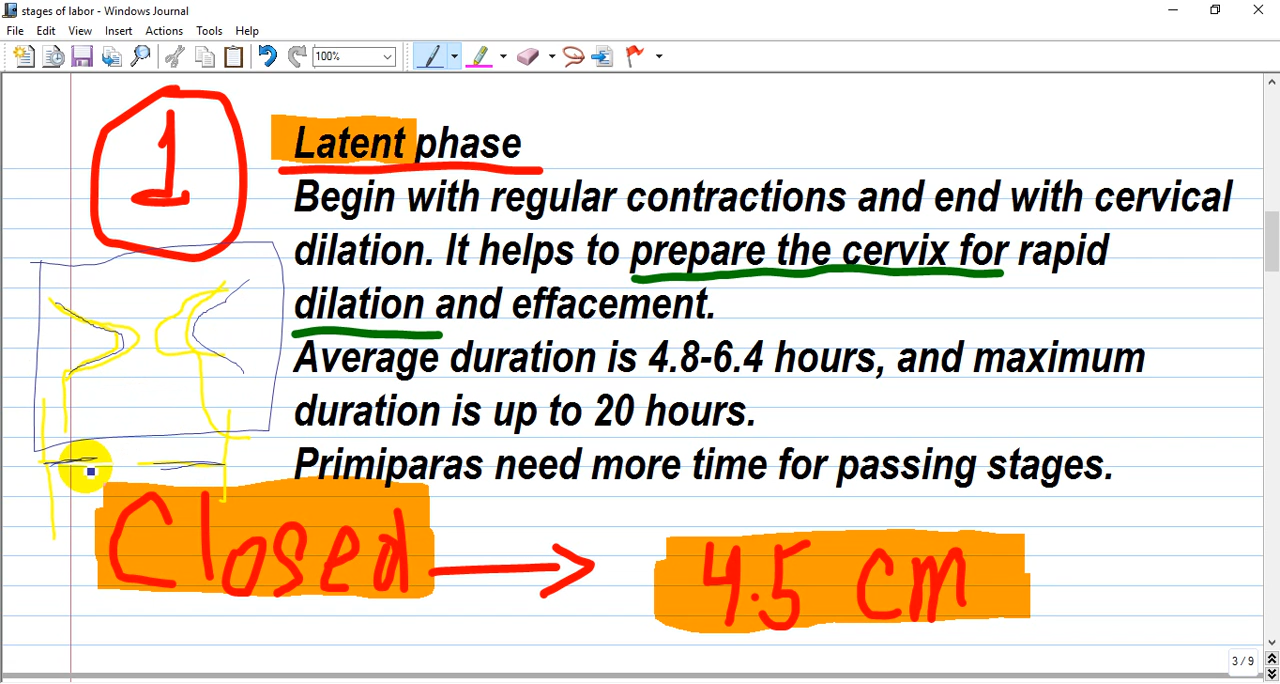 stages of labor - Windows Journal
File Edit View Insert Actions Tools Help
100%
1
Latent phase
Begin with regular contractions and end with cervical
dilation. It helps to prepare the cervix for rapid
dilation and effacement.
Average duration is 4.8-6.4 hours, and maximum
duration is up to 20 hours.
Primiparas need more time for passing stages.
Closed → 4.5 cm
3/9